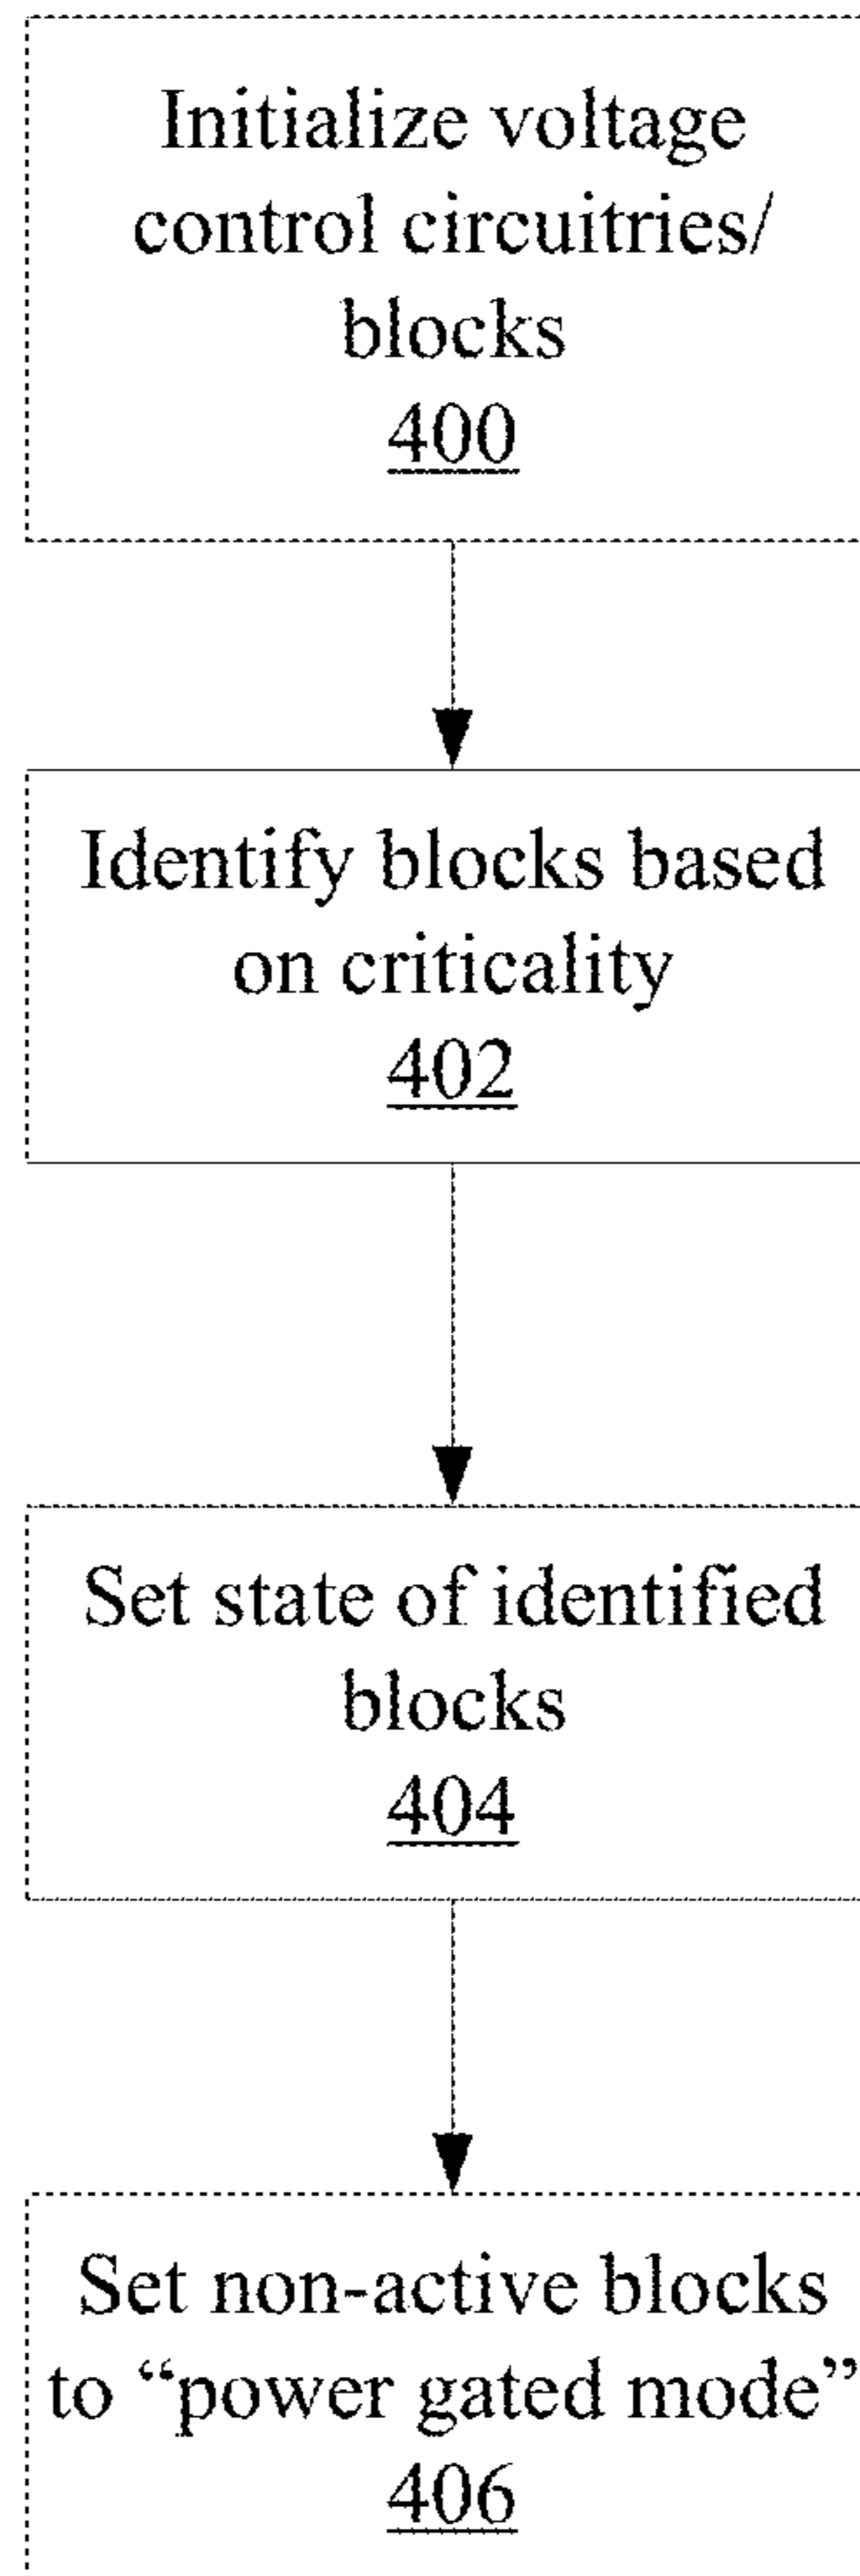 Initialize voltage
control circuitries/
blocks
400
Identify blocks based
on criticality
402
Set state of identified
blocks
404
Set non-active blocks
to “power gated mode”
406